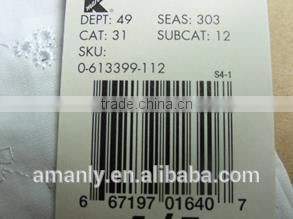 K
DEPT: 49 SEAS: 303
CAT: 31 SUBCAT: 12
SKU:
0-613399-112
S4-1
trade.china.cn
amanly.en.alibaba.com
6 67197 01640 7